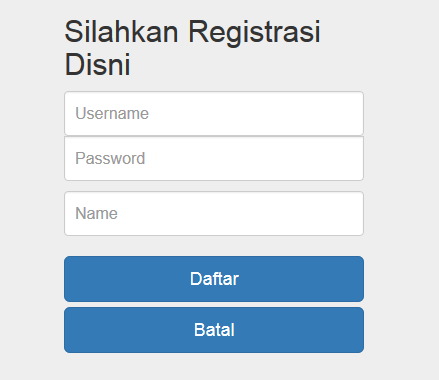 Silahkan Registrasi
Disni
Username
Password
Name
Daftar
Batal